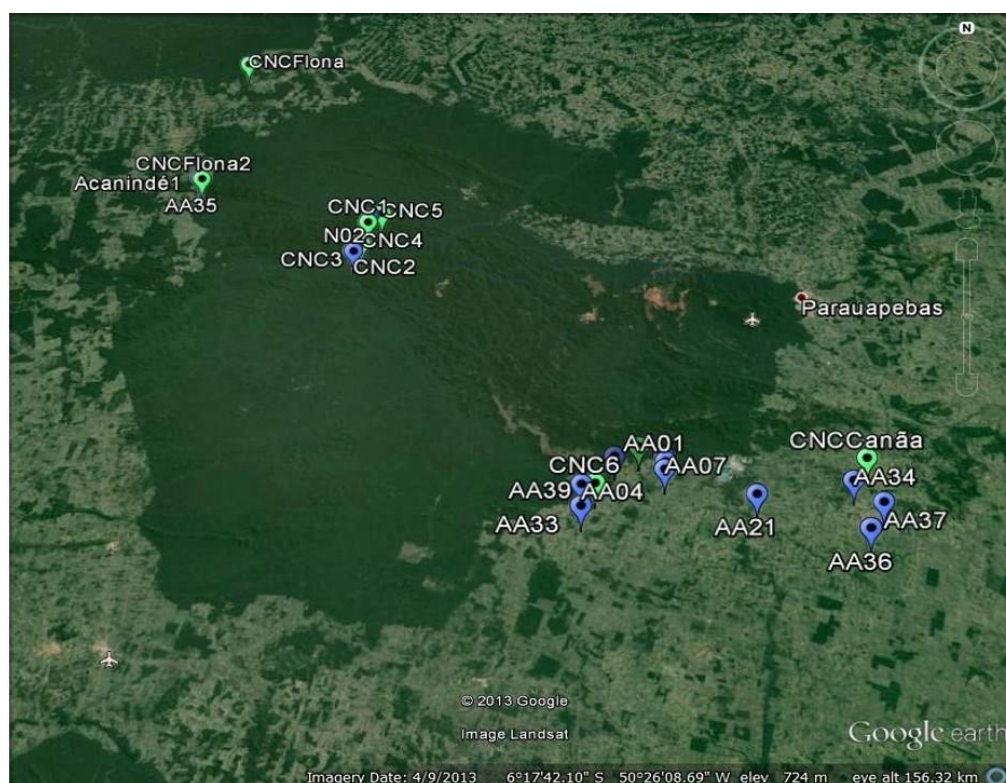 N
CNCFlona
CNCFlona2
Acanindé1
AA35
CNC1
CNC5
N02
CNC4
CNC3
CNC2
Parauapebas
AA01
CNCCanãa
CNC6
AA07
AA34
AA39
AA04
AA33
AA21
AA37
AA36
© 2013 Google
Image Landsat
Google earth
Imagery Date: 4/9/2013 6°17'42.10" S 50°26'08.69" W elev 724 m eye alt 156.32 km